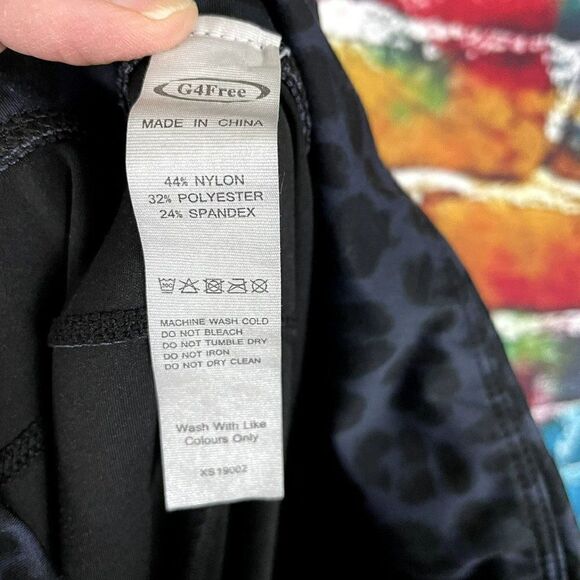 G4Free
MADE IN CHINA
44% NYLON
32% POLYESTER
24% SPANDEX
MACHINE WASH COLD
DO NOT BLEACH
DO NOT TUMBLE DRY
DO NOT IRON
DO NOT DRY CLEAN
Wash With Like
Colours Only
XS19002